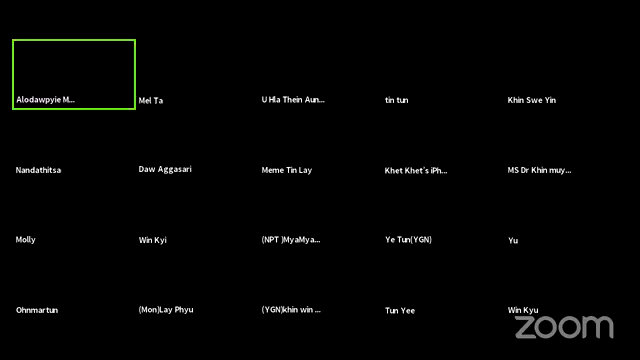 Alodawpyie M...
Mel Ta
U Hla Thein Aun...
tin tun
Khin Swe Yin
Nandathitsa
Daw Aggasari
Meme Tin Lay
Khet Khet's iPh...
MS Dr Khin muy...
Molly
Win Kyi
(NPT )MyaMya...
Ye Tun(YGN)
Yu
Ohnmartun
(Mon)Lay Phyu
(YGN)khin win ...
Tun Yee
Win Kyu
zoom